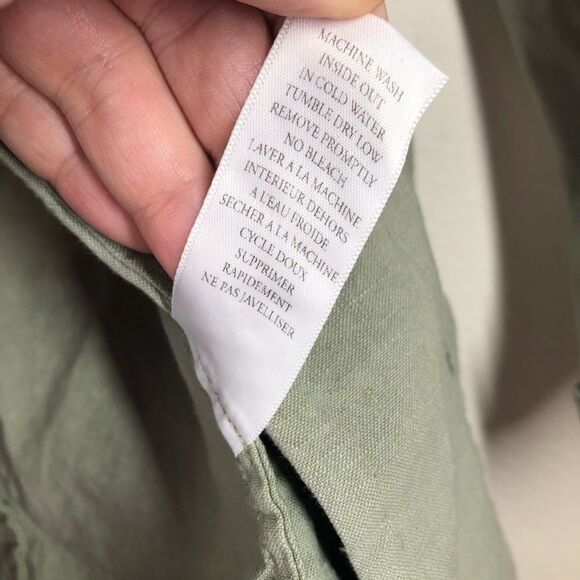 MACHINE WASH
INSIDE OUT
IN COLD WATER
TUMBLE DRY LOW
REMOVE PROMPTLY
NO BLEACH
LAVER À LA MACHINE
INTERIEUR DEHORS
A L'EAU FROIDE
SECHER À LA MACHINE
CYCLE DOUX
SUPPRIMER
RAPIDEMENT
NE PAS JAVELLISER